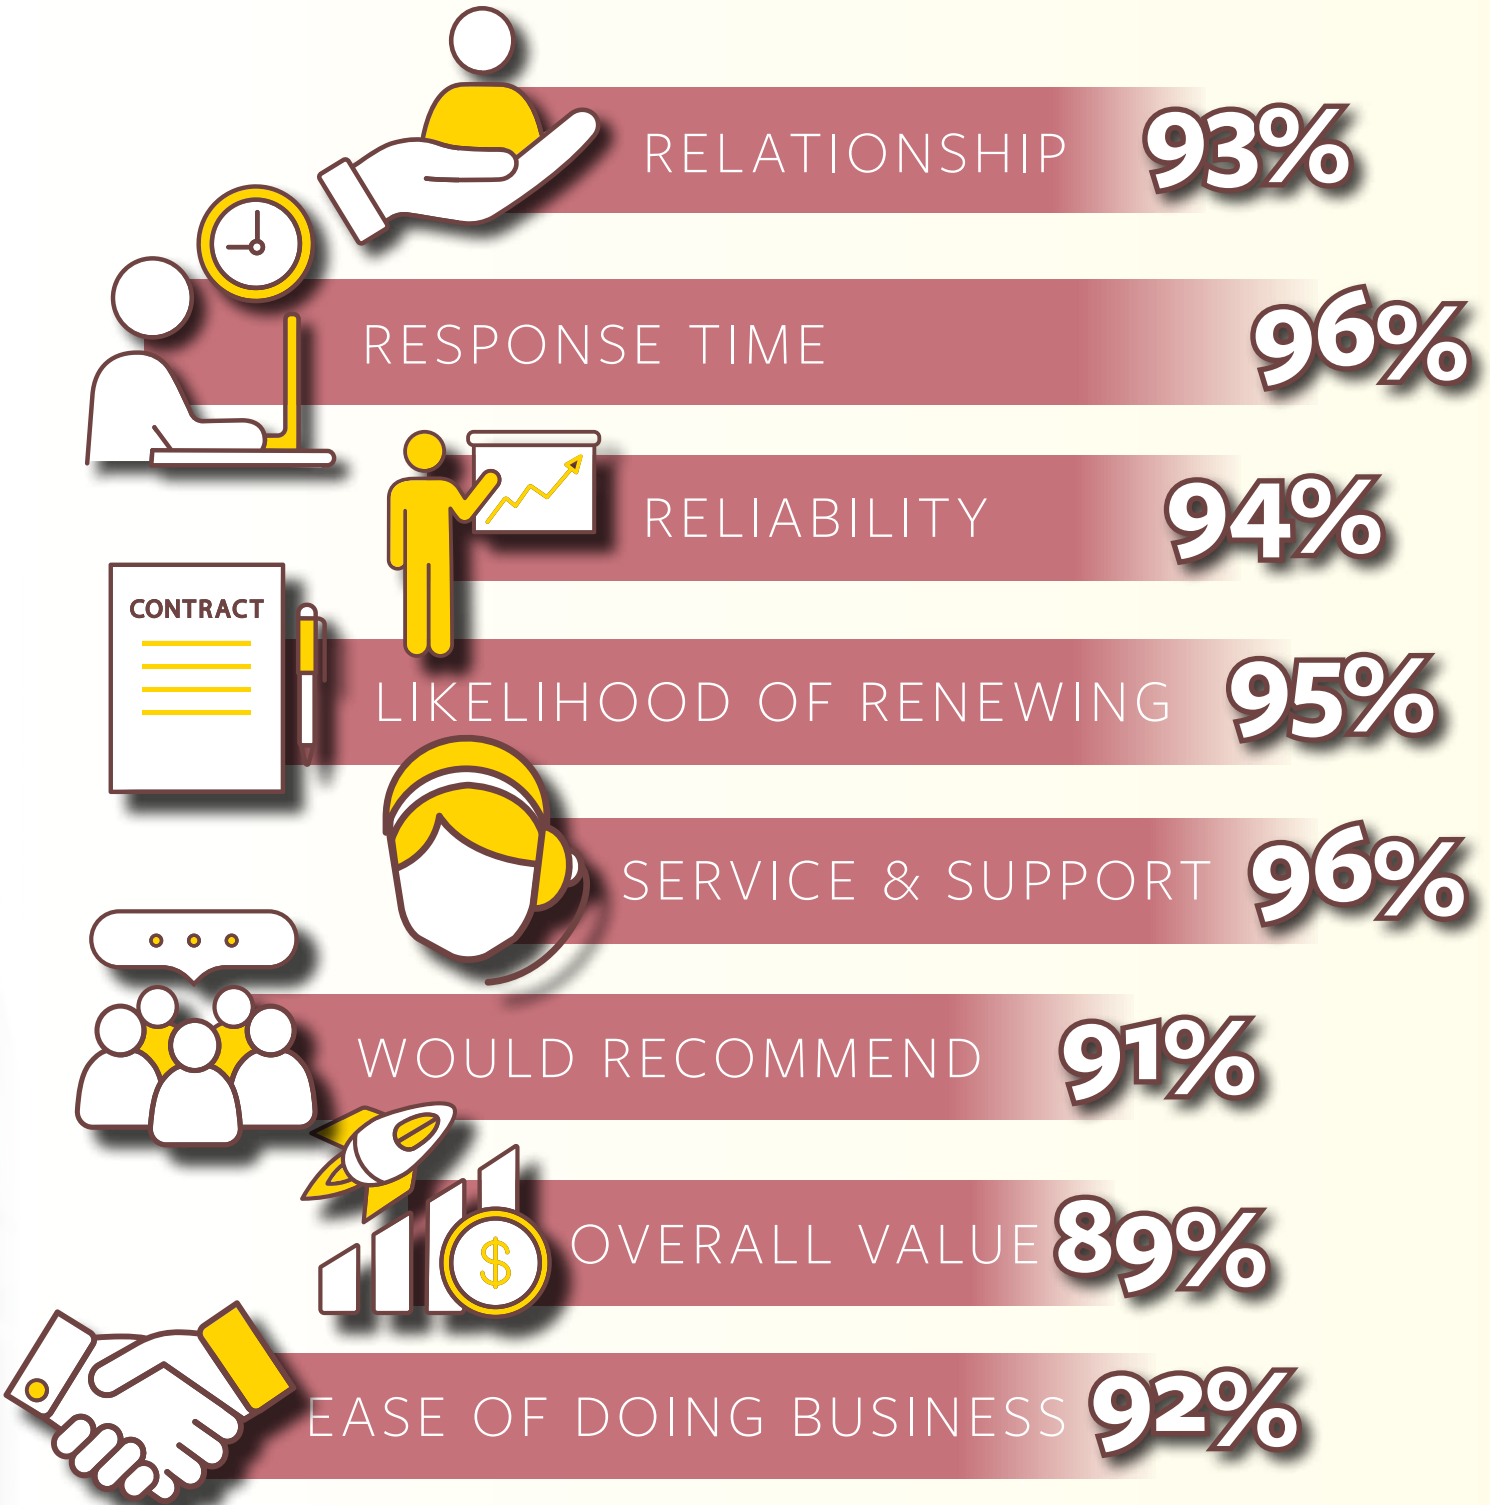 RELATIONSHIP 93%
RESPONSE TIME 96%
RELIABILITY 94%
CONTRACT
LIKELIHOOD OF RENEWING 95%
SERVICE & SUPPORT 96%
WOULD RECOMMEND 91%
OVERALL VALUE 89%
$
EASE OF DOING BUSINESS 92%